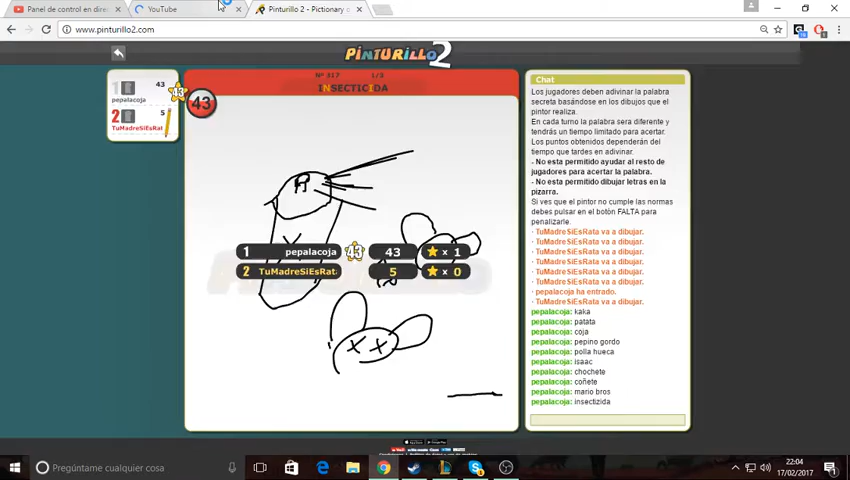 Panel de control en direct
YouTube
Pinturillo 2 - Pictionary o
www.pinturillo2.com
PINTURILLO 2
Nº 317 1/3
INSECTICIDA
1 43
pepalacoja
43
2 5
TuMadreSiEsRat
43
1 pepalacoja 43 43 x 1
2 TuMadreSiEsRat 5 x 0
Chat
Los jugadores deben adivinar la palabra
secreta basándose en los dibujos que el
pintor realiza.
En cada turno la palabra será diferente y
tendrás un tiempo limitado para acertar.
Los puntos obtenidos dependerán del
tiempo que tardes en adivinar.
- No esta permitido ayudar al resto de
jugadores para acertar la palabra.
- No esta permitido dibujar letras en la
pizarra.
Si ves que el pintor no cumple las normas
debes pulsar en el botón FALTA para
penalizarle.
· TuMadreSiEsRata va a dibujar.
· TuMadreSiEsRata va a dibujar.
· TuMadreSiEsRata va a dibujar.
· TuMadreSiEsRata va a dibujar.
· TuMadreSiEsRata va a dibujar.
· TuMadreSiEsRata va a dibujar.
· pepalacoja ha entrado.
· TuMadreSiEsRata va a dibujar.
pepalacoja: kaka
pepalacoja: patata
pepalacoja: coja
pepalacoja: pepino gordo
pepalacoja: polla hueca
pepalacoja: isaac
pepalacoja: chochete
pepalacoja: coñete
pepalacoja: mario bros
pepalacoja: insectizida
Pregúntame cualquier cosa
22:04
17/02/2017